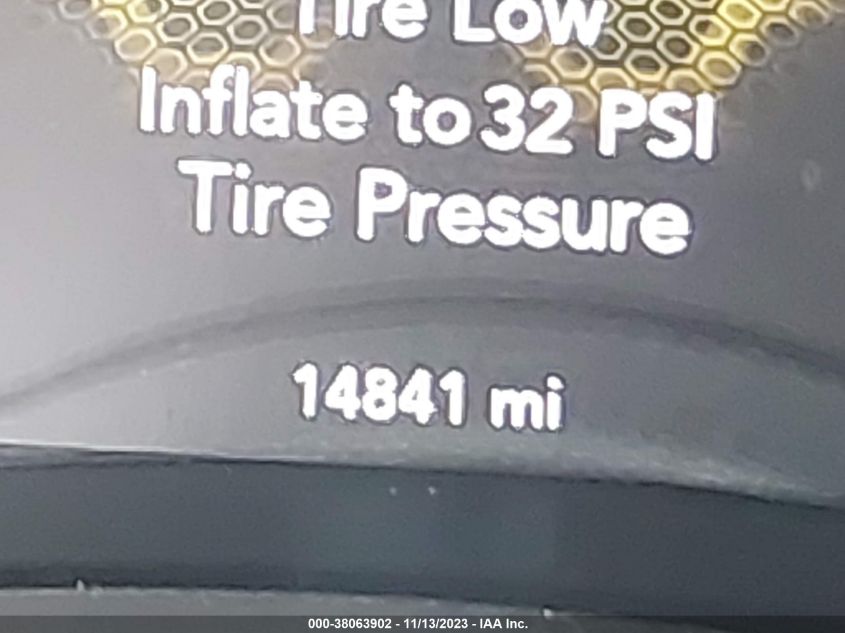 Tire Low
Inflate to 32 PSI
Tire Pressure
14841 mi
000-38063902 - 11/13/2023 - IAA Inc.